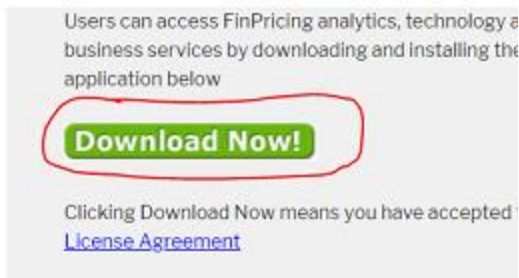 Users can access FinPricing analytics, technology
business services by downloading and installing the
application below
Download Now!
Clicking Download Now means you have accepted
License Agreement